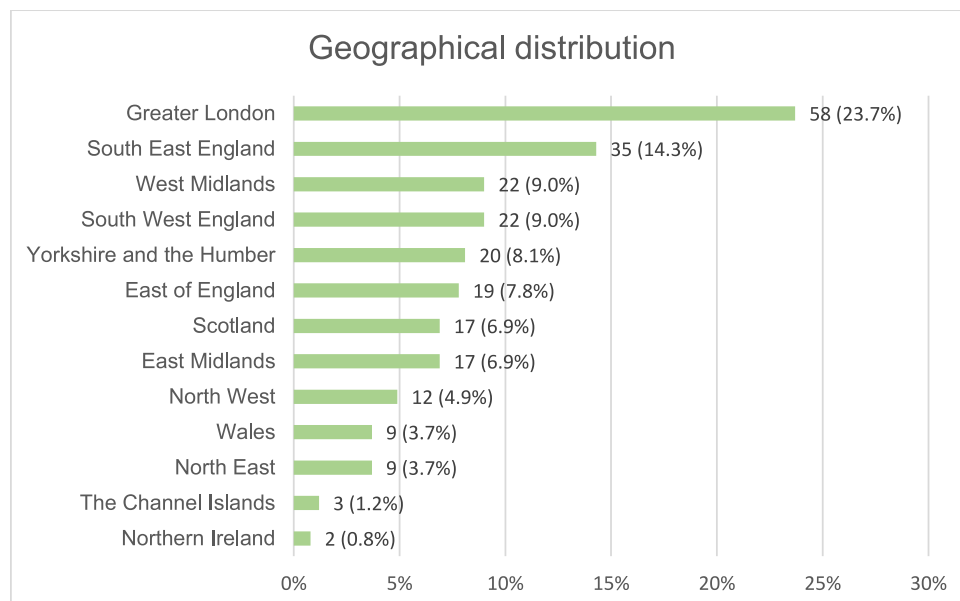 Geographical distribution
Greater London 58 (23.7%)
South East England 35 (14.3%)
West Midlands 22 (9.0%)
South West England 22 (9.0%)
Yorkshire and the Humber 20 (8.1%)
East of England 19 (7.8%)
Scotland 17 (6.9%)
East Midlands 17 (6.9%)
North West 12 (4.9%)
Wales 9 (3.7%)
North East 9 (3.7%)
The Channel Islands 3 (1.2%)
Northern Ireland 2 (0.8%)
0% 5% 10% 15% 20% 25% 30%